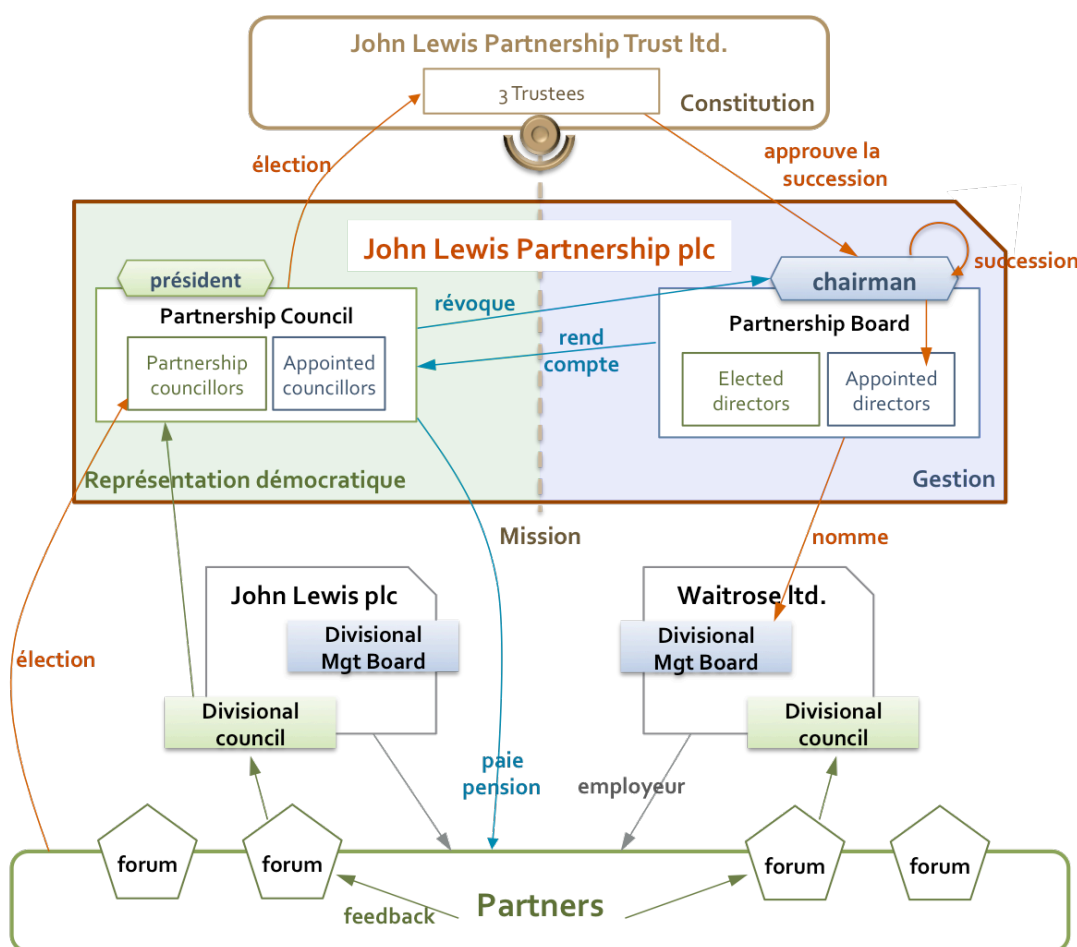 John Lewis Partnership Trust ltd.
3 Trustees
Constitution
élection
approuve la
succession
John Lewis Partnership plc
succession
président
chairman
Partnership Council
révoque
Partnership Board
Partnership
councillors
Appointed
councillors
rend
compte
Elected
directors
Appointed
directors
Représentation démocratique
Gestion
Mission
nomme
John Lewis plc
Waitrose ltd.
Divisional
Mgt Board
Divisional
Mgt Board
élection
Divisional
council
Divisional
council
paie
pension
employeur
forum
forum
forum
forum
feedback
Partners